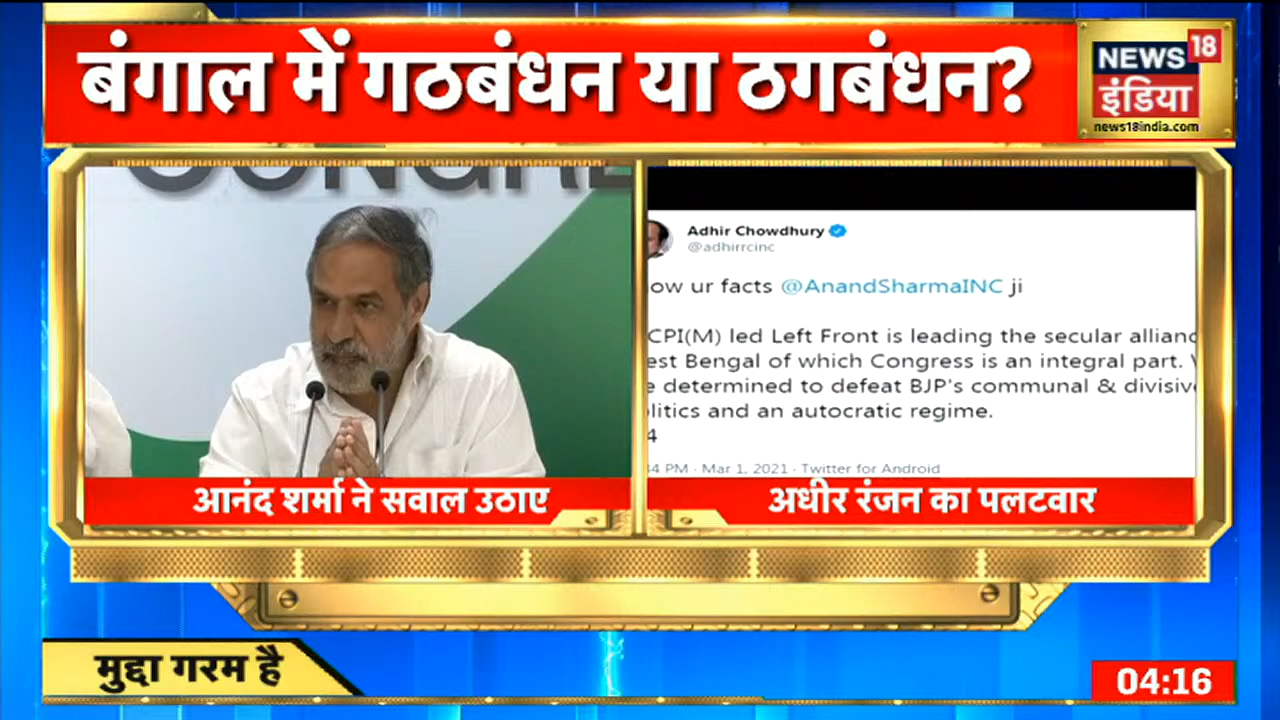 बंगाल में गठबंधन या ठगबंधन?
NEWS 18
इंडिया
news18india.com
Adhir Chowdhury
@adhirrcinc
ow ur facts @AnandSharmaINC ji
CPI(M) led Left Front is leading the secular allianc
est Bengal of which Congress is an integral part.
e determined to defeat BJP's communal & divisive
litics and an autocratic regime.
4
34 PM · Mar 1, 2021 · Twitter for Android
आनंद शर्मा ने सवाल उठाए
अधीर रंजन का पलटवार
मुद्दा गरम है
04:16